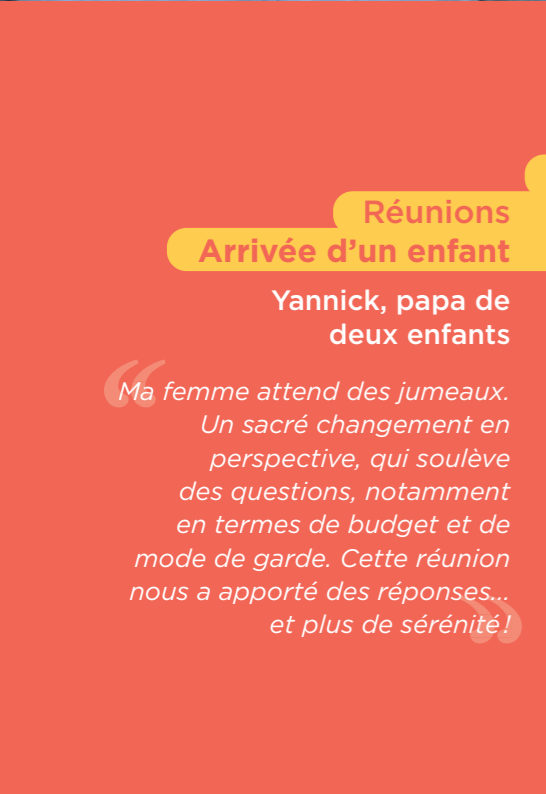 Réunions
Arrivée d’un enfant
Yannick, papa de
deux enfants
“
Ma femme attend des jumeaux.
Un sacré changement en
perspective, qui soulève
des questions, notamment
en termes de budget et de
mode de garde. Cette réunion
nous a apporté des réponses...
et plus de sérénité !
”